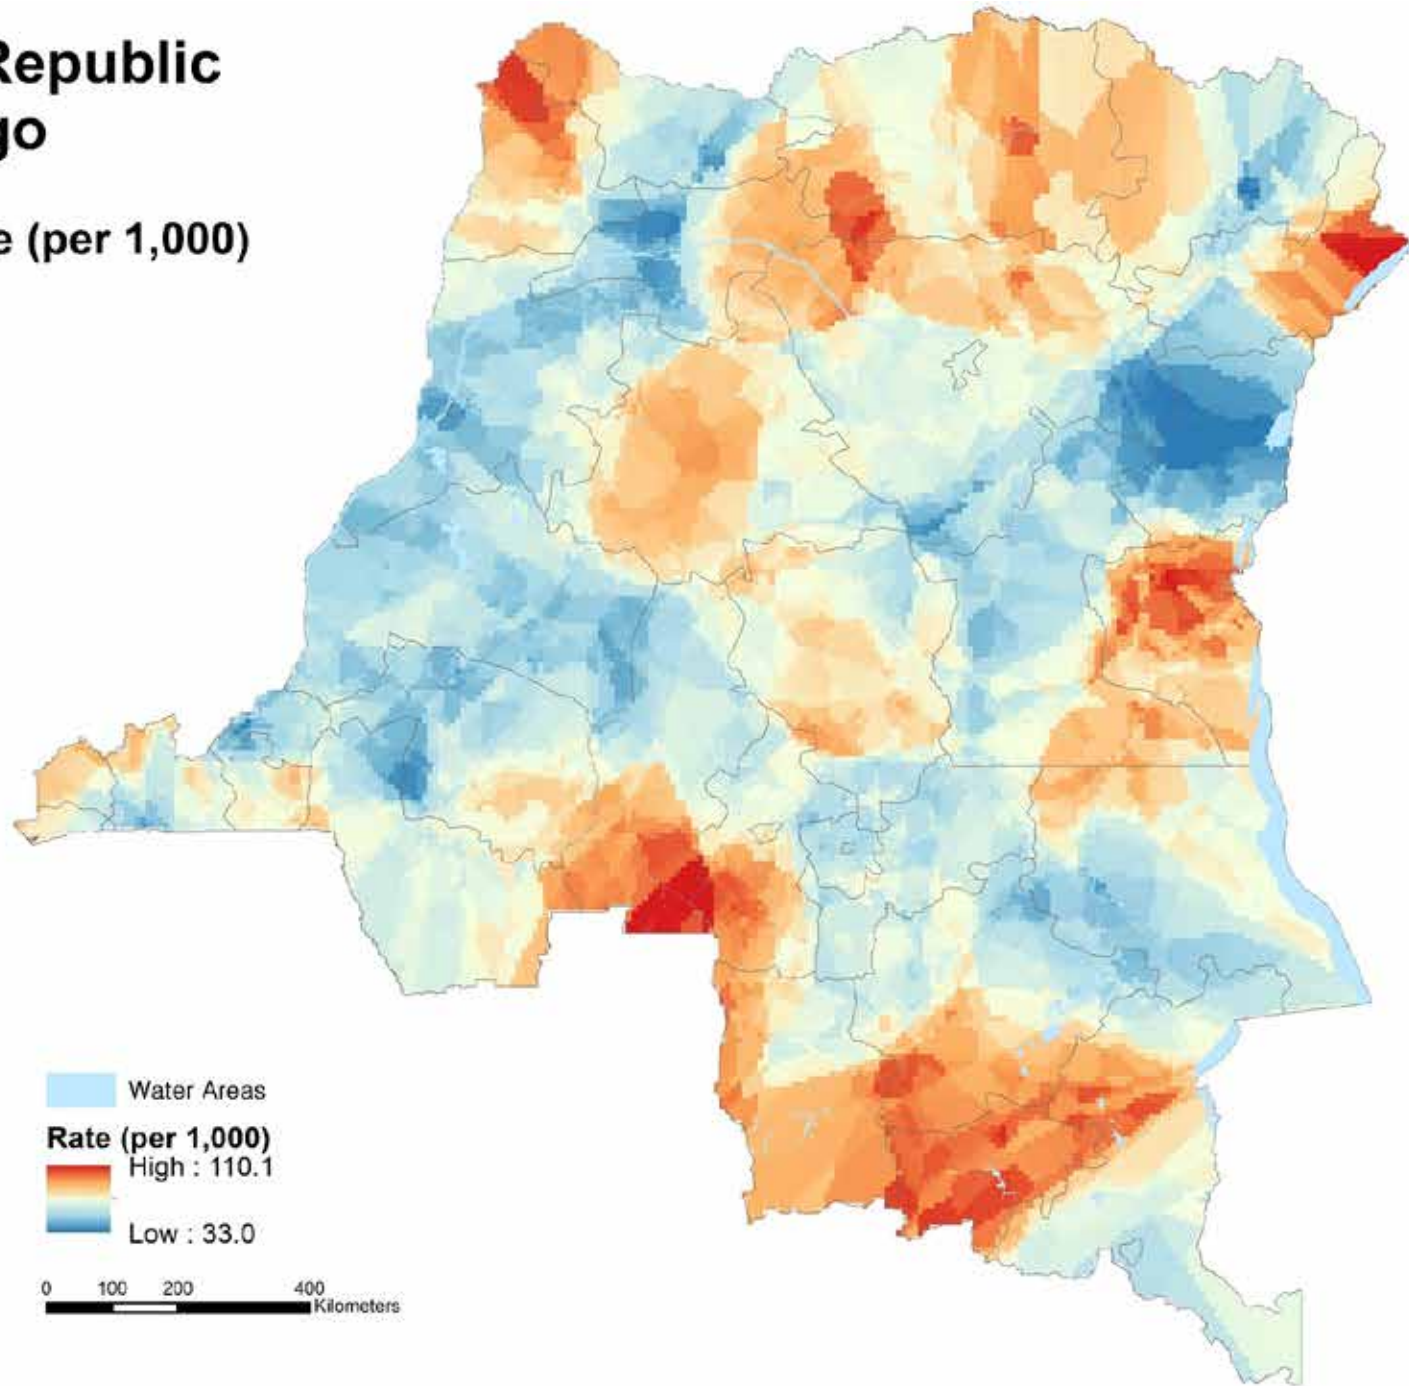 Republic
go
e (per 1,000)
Water Areas
Rate (per 1,000)
High : 110.1
Low : 33.0
0 100 200 400
Kilometers